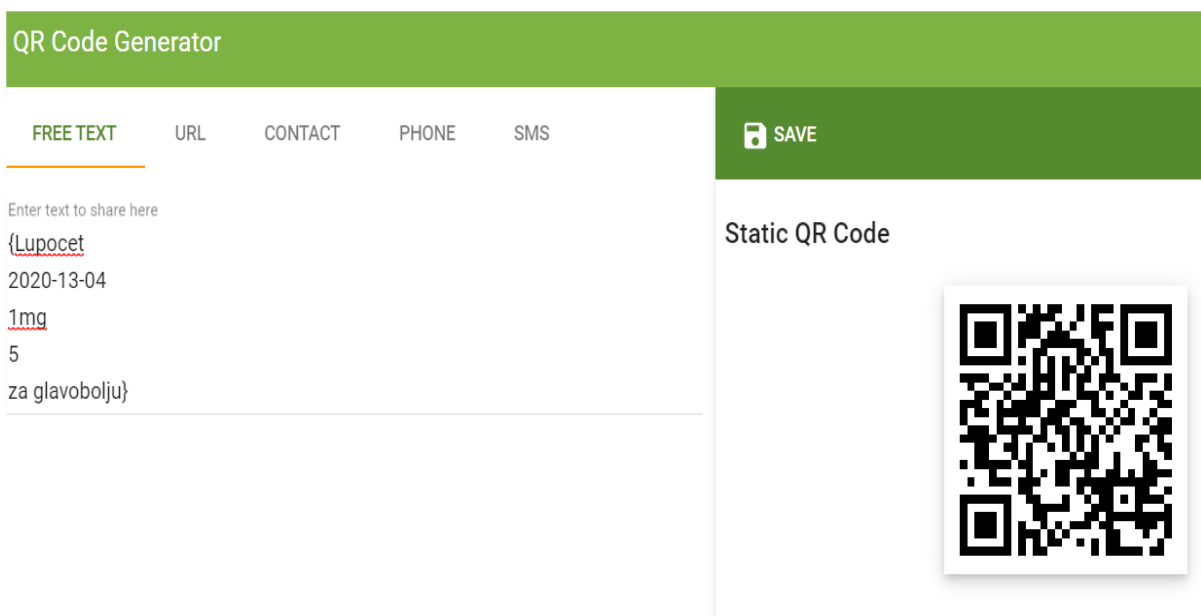 QR Code Generator
FREE TEXT URL CONTACT PHONE SMS
SAVE
Enter text to share here
{Lupocet
2020-13-04
1mg
5
za glavobolju}
Static QR Code